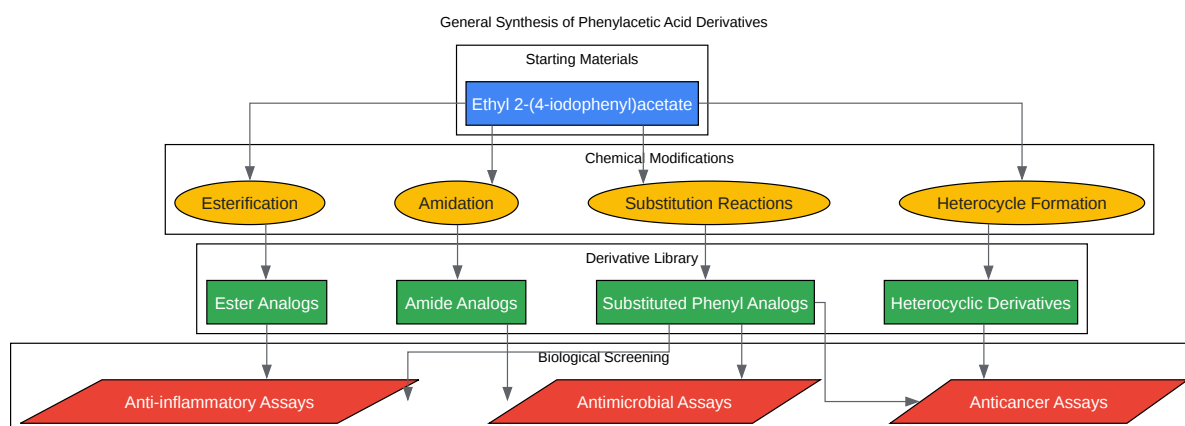 General Synthesis of Phenylacetic Acid Derivatives
Starting Materials
Ethyl 2-(4-iodophenyl)acetate
Chemical Modifications
Esterification
Amidation
Substitution Reactions
Heterocycle Formation
Derivative Library
Ester Analogs
Amide Analogs
Substituted Phenyl Analogs
Heterocyclic Derivatives
Biological Screening
Anti-inflammatory Assays
Antimicrobial Assays
Anticancer Assays